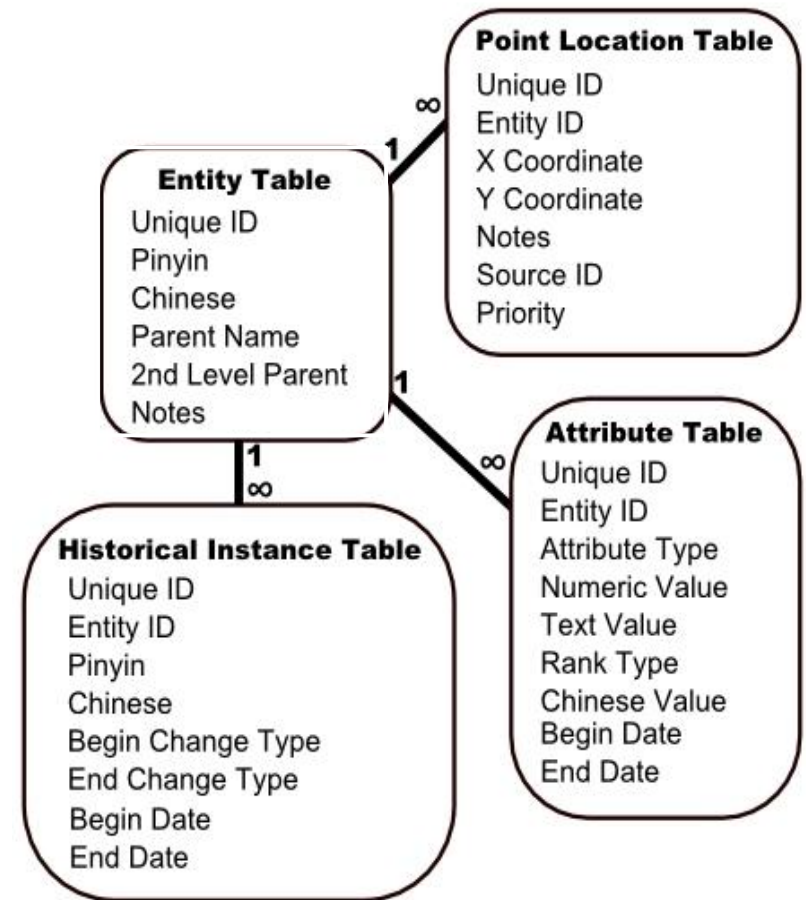 Point Location Table
Unique ID
Entity ID
X Coordinate
Y Coordinate
Notes
Source ID
Priority
∞
1
Entity Table
Unique ID
Pinyin
Chinese
Parent Name
2nd Level Parent
Notes
1
∞
Attribute Table
Unique ID
Entity ID
Attribute Type
Numeric Value
Text Value
Rank Type
Chinese Value
Begin Date
End Date
1
∞
Historical Instance Table
Unique ID
Entity ID
Pinyin
Chinese
Begin Change Type
End Change Type
Begin Date
End Date